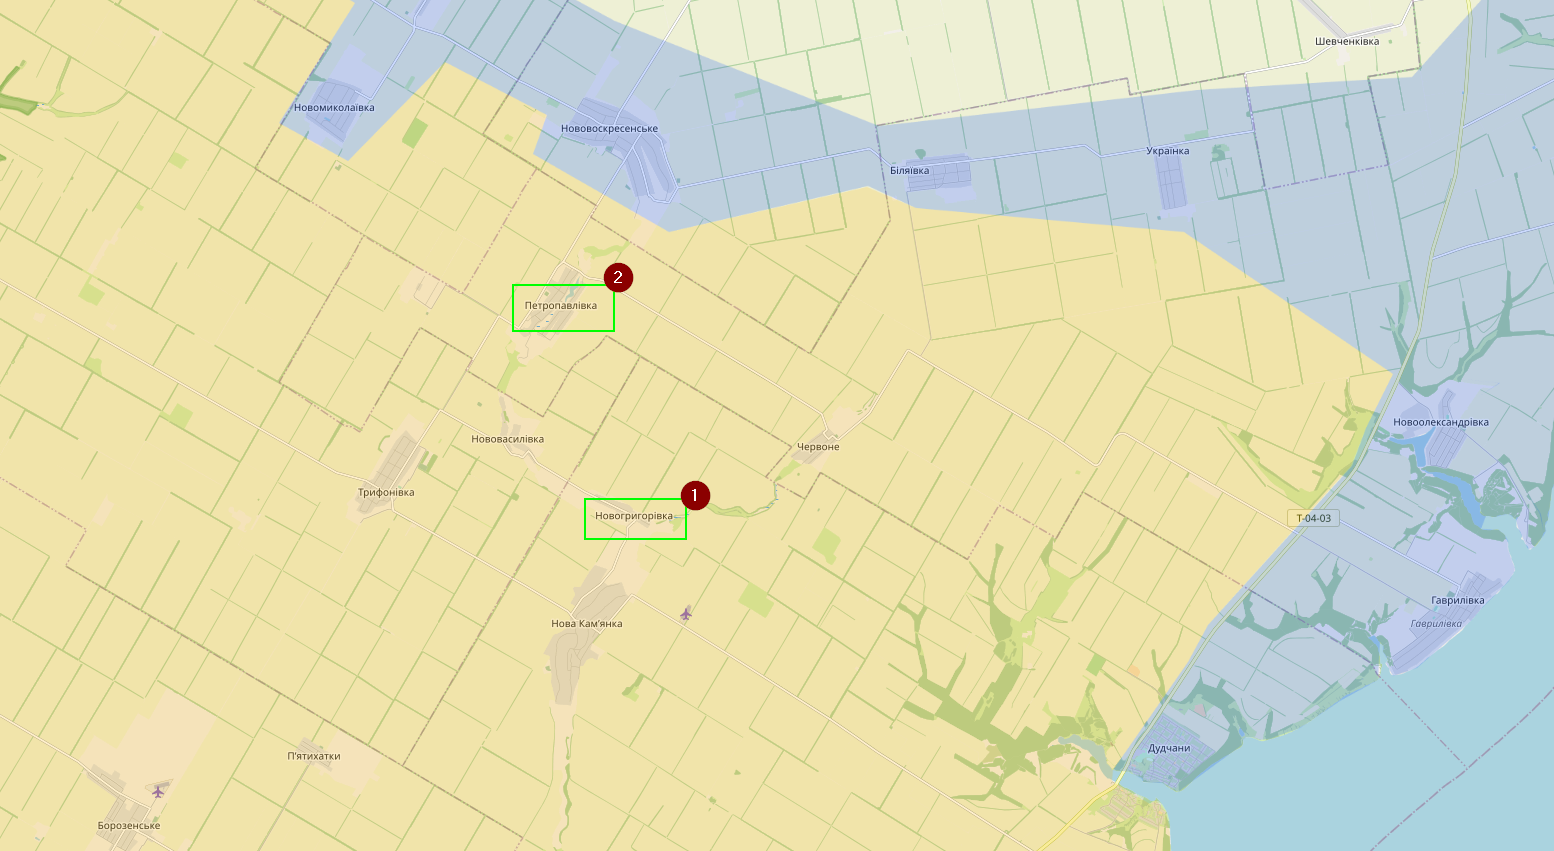 Шевченківка
Новомиколаївка
Нововоскресенське
Українка
Біляївка
2
Петропавлівка
Новоолександрівка
Нововасилівка
Червоне
Трифонівка
1
Новогригорівка
Т-04-03
Гаврилівка
Гаврилівка
Нова Кам'янка
Дудчани
П'ятихатки
Борозенське